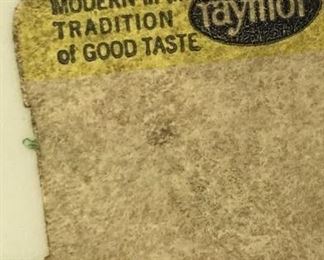 MODERN in
TRADITION
of GOOD TASTE
raymor